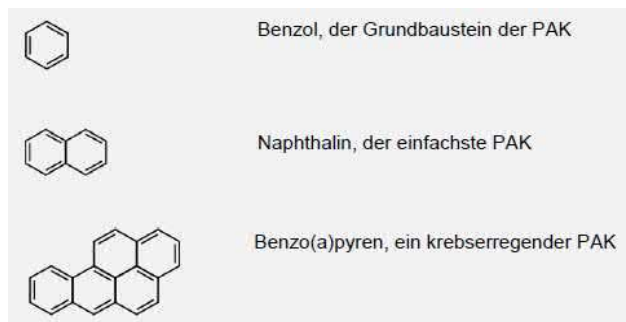 Benzol, der Grundbaustein der PAK
Naphthalin, der einfachste PAK
Benzo(a)pyren, ein krebserregender PAK